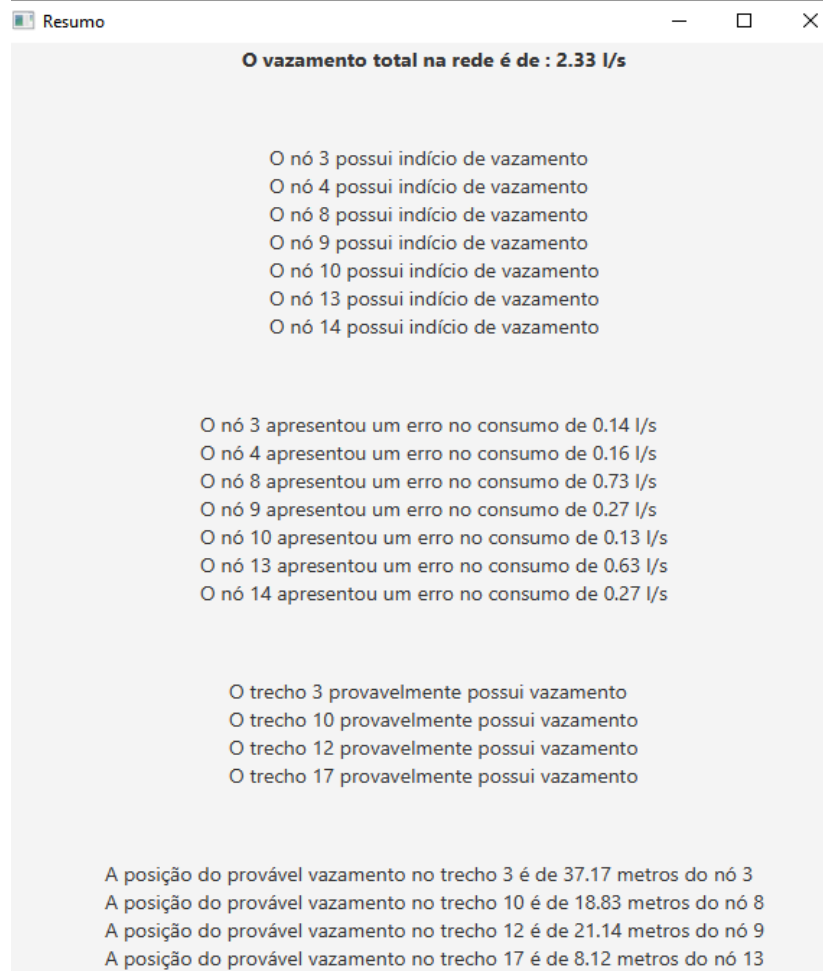 Resumo
O vazamento total na rede é de : 2.33 l/s
O nó 3 possui indício de vazamento
O nó 4 possui indício de vazamento
O nó 8 possui indício de vazamento
O nó 9 possui indício de vazamento
O nó 10 possui indício de vazamento
O nó 13 possui indício de vazamento
O nó 14 possui indício de vazamento
O nó 3 apresentou um erro no consumo de 0.14 l/s
O nó 4 apresentou um erro no consumo de 0.16 l/s
O nó 8 apresentou um erro no consumo de 0.73 l/s
O nó 9 apresentou um erro no consumo de 0.27 l/s
O nó 10 apresentou um erro no consumo de 0.13 l/s
O nó 13 apresentou um erro no consumo de 0.63 l/s
O nó 14 apresentou um erro no consumo de 0.27 l/s
O trecho 3 provavelmente possui vazamento
O trecho 10 provavelmente possui vazamento
O trecho 12 provavelmente possui vazamento
O trecho 17 provavelmente possui vazamento
A posição do provável vazamento no trecho 3 é de 37.17 metros do nó 3
A posição do provável vazamento no trecho 10 é de 18.83 metros do nó 8
A posição do provável vazamento no trecho 12 é de 21.14 metros do nó 9
A posição do provável vazamento no trecho 17 é de 8.12 metros do nó 13